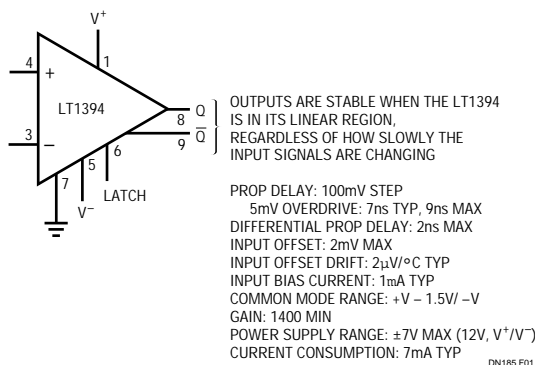 V+
4
+
1
LT1394
8
Q
3
–
9
Q̅
7
5
6
V–
LATCH
OUTPUTS ARE STABLE WHEN THE LT1394
IS IN ITS LINEAR REGION,
REGARDLESS OF HOW SLOWLY THE
INPUT SIGNALS ARE CHANGING
PROP DELAY: 100mV STEP
5mV OVERDRIVE: 7ns TYP, 9ns MAX
DIFFERENTIAL PROP DELAY: 2ns MAX
INPUT OFFSET: 2mV MAX
INPUT OFFSET DRIFT: 2µV/°C TYP
INPUT BIAS CURRENT: 1mA TYP
COMMON MODE RANGE: +V – 1.5V/ –V
GAIN: 1400 MIN
POWER SUPPLY RANGE: ±7V MAX (12V, V+/V–)
CURRENT CONSUMPTION: 7mA TYP
DN185 F01